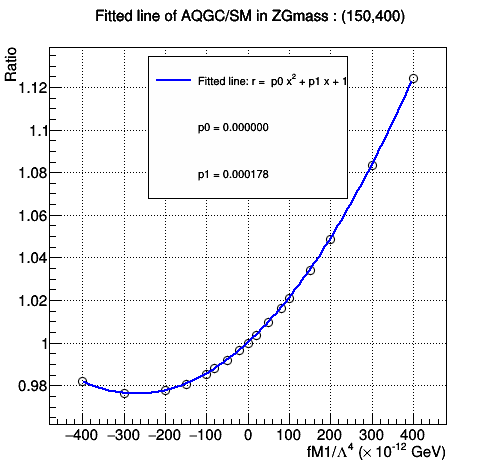 Fitted line of AQGC/SM in ZGmass : (150,400)
Ratio
Fitted line: r = p0 x² + p1 x + 1
p0 = 0.000000
p1 = 0.000178
1.12
1.1
1.08
1.06
1.04
1.02
1
0.98
−400 −300 −200 −100 0 100 200 300 400
fM1/Λ⁴ (× 10⁻¹² GeV)